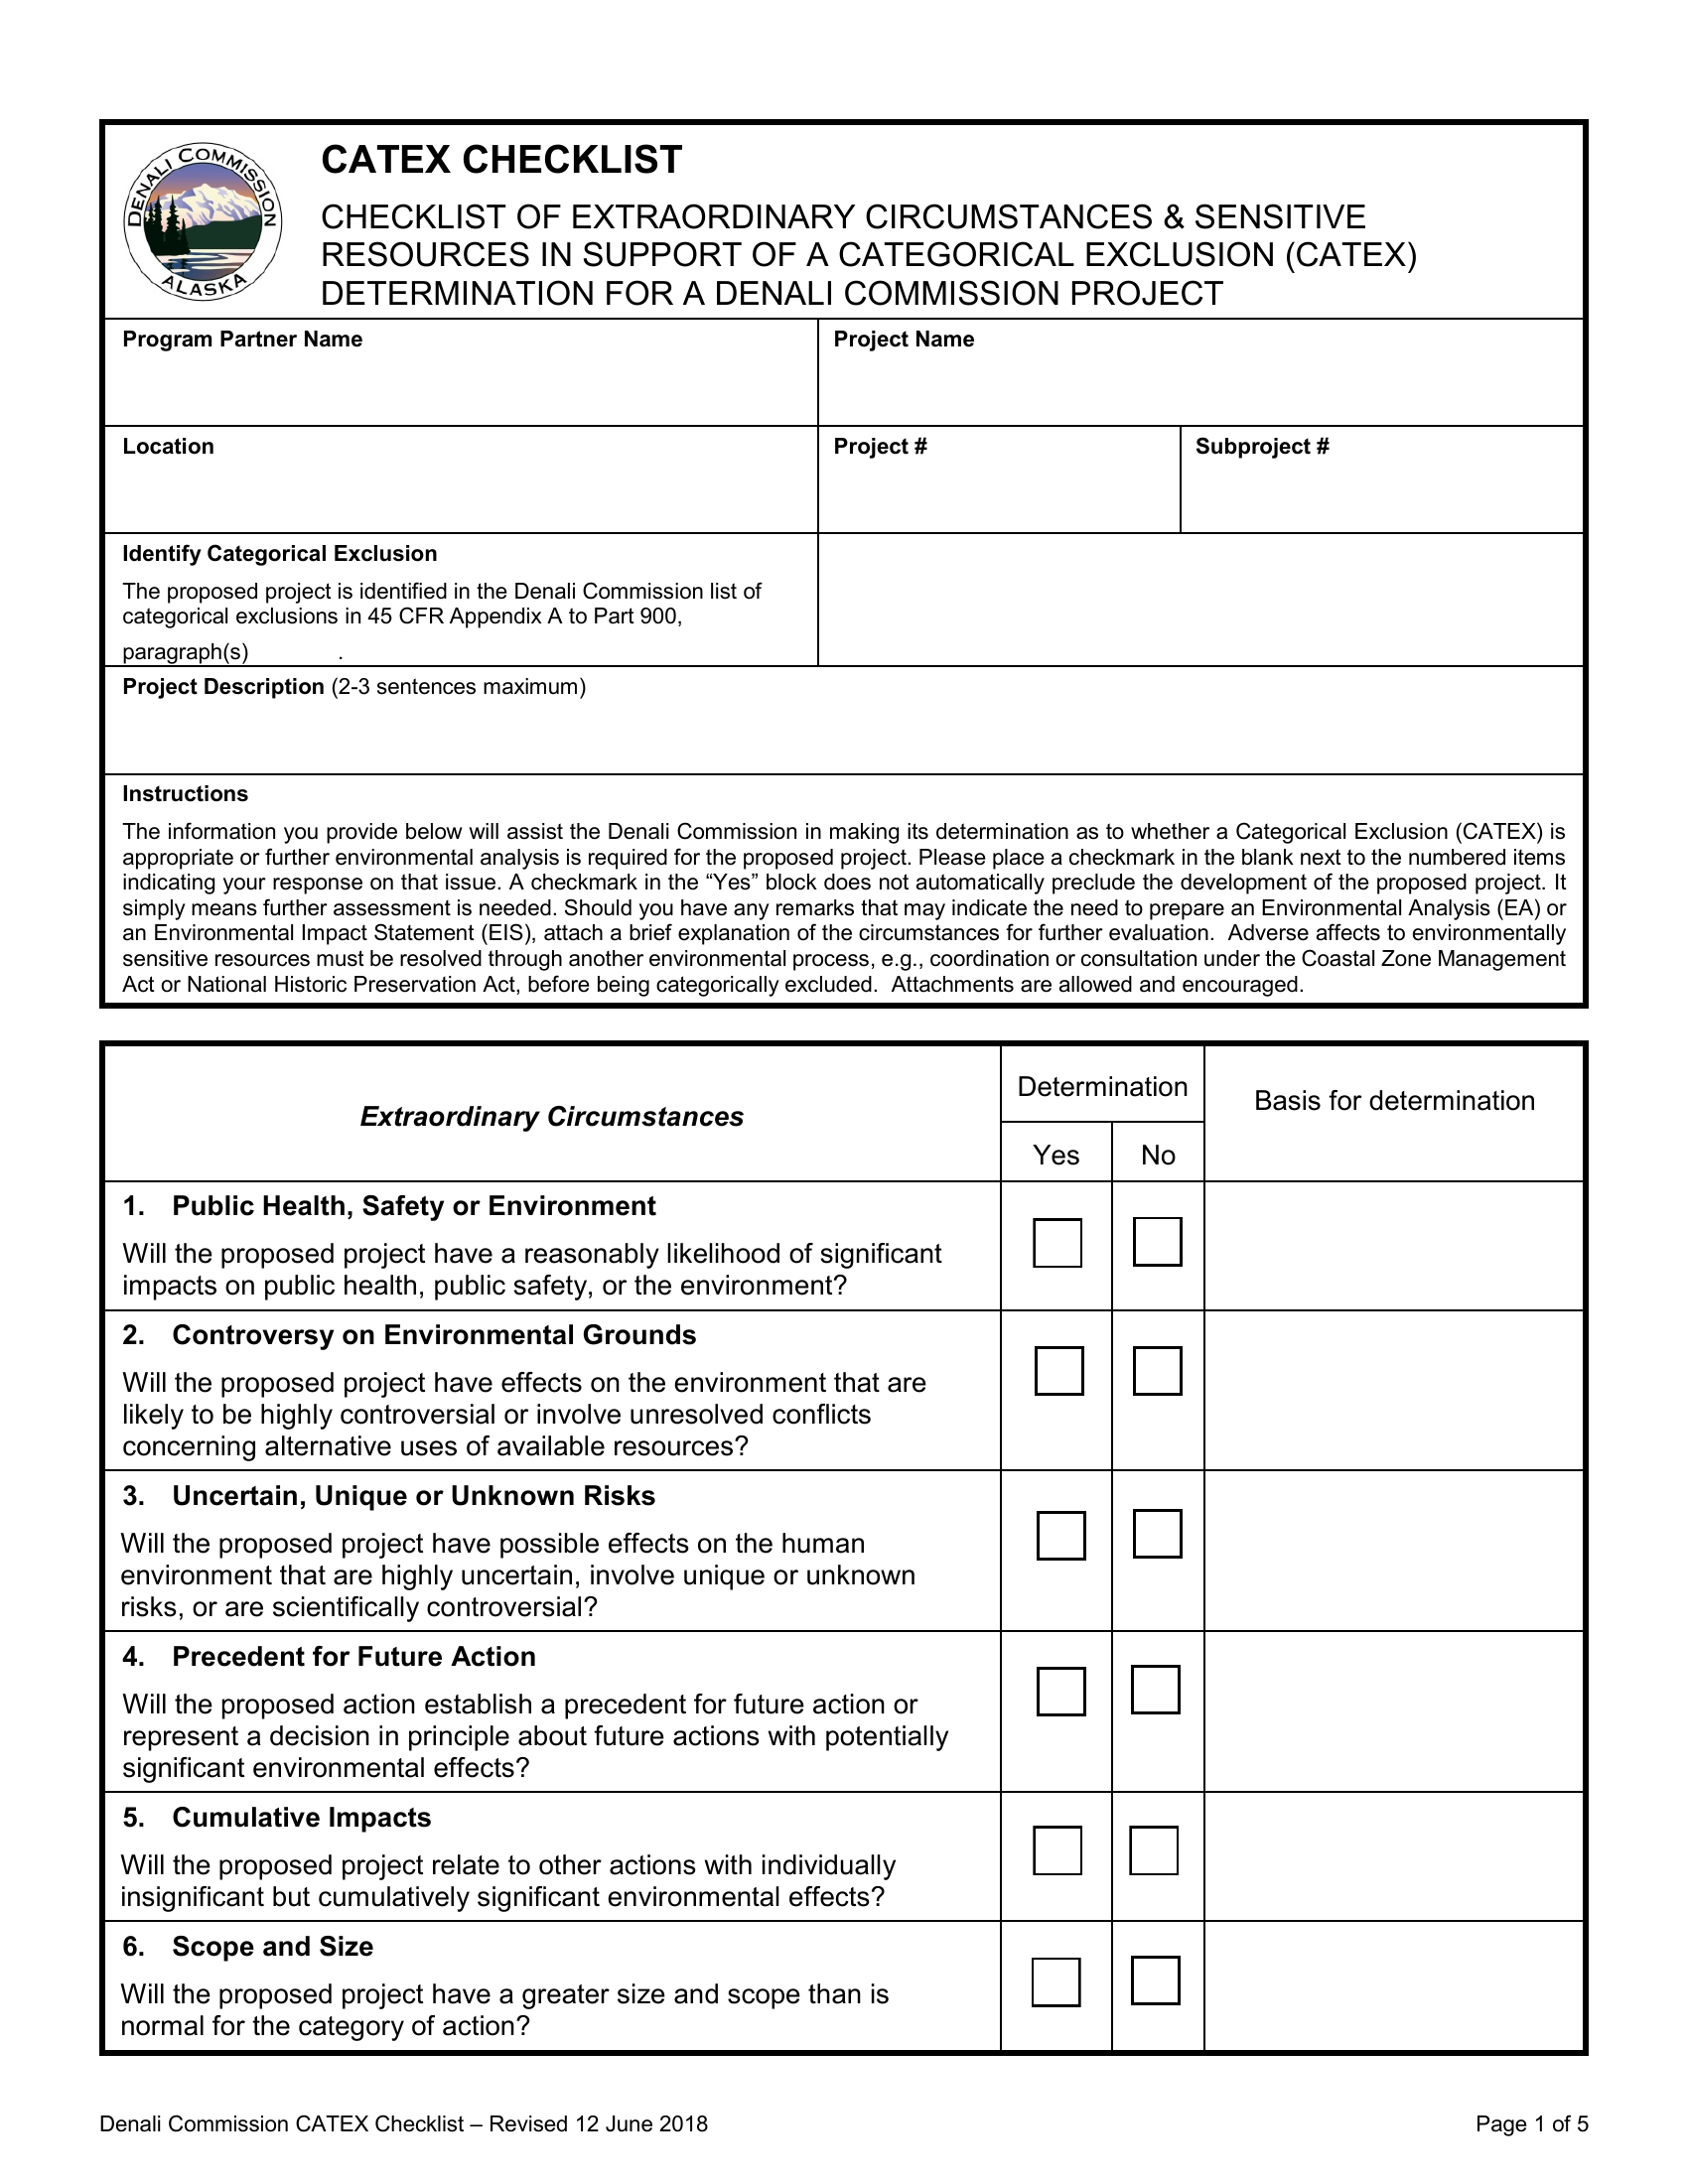 DENALI COMMISSION
ALASKA
CATEX CHECKLIST
CHECKLIST OF EXTRAORDINARY CIRCUMSTANCES & SENSITIVE
RESOURCES IN SUPPORT OF A CATEGORICAL EXCLUSION (CATEX)
DETERMINATION FOR A DENALI COMMISSION PROJECT
Program Partner Name
Project Name
Location
Project #
Subproject #
Identify Categorical Exclusion
The proposed project is identified in the Denali Commission list of
categorical exclusions in 45 CFR Appendix A to Part 900,
paragraph(s) .
Project Description (2-3 sentences maximum)
Instructions
The information you provide below will assist the Denali Commission in making its determination as to whether a Categorical Exclusion (CATEX) is
appropriate or further environmental analysis is required for the proposed project. Please place a checkmark in the blank next to the numbered items
indicating your response on that issue. A checkmark in the “Yes” block does not automatically preclude the development of the proposed project. It
simply means further assessment is needed. Should you have any remarks that may indicate the need to prepare an Environmental Analysis (EA) or
an Environmental Impact Statement (EIS), attach a brief explanation of the circumstances for further evaluation. Adverse affects to environmentally
sensitive resources must be resolved through another environmental process, e.g., coordination or consultation under the Coastal Zone Management
Act or National Historic Preservation Act, before being categorically excluded. Attachments are allowed and encouraged.
Extraordinary Circumstances
Determination
Basis for determination
Yes
No
1. Public Health, Safety or Environment
Will the proposed project have a reasonably likelihood of significant
impacts on public health, public safety, or the environment?
2. Controversy on Environmental Grounds
Will the proposed project have effects on the environment that are
likely to be highly controversial or involve unresolved conflicts
concerning alternative uses of available resources?
3. Uncertain, Unique or Unknown Risks
Will the proposed project have possible effects on the human
environment that are highly uncertain, involve unique or unknown
risks, or are scientifically controversial?
4. Precedent for Future Action
Will the proposed action establish a precedent for future action or
represent a decision in principle about future actions with potentially
significant environmental effects?
5. Cumulative Impacts
Will the proposed project relate to other actions with individually
insignificant but cumulatively significant environmental effects?
6. Scope and Size
Will the proposed project have a greater size and scope than is
normal for the category of action?
Denali Commission CATEX Checklist – Revised 12 June 2018
Page 1 of 5